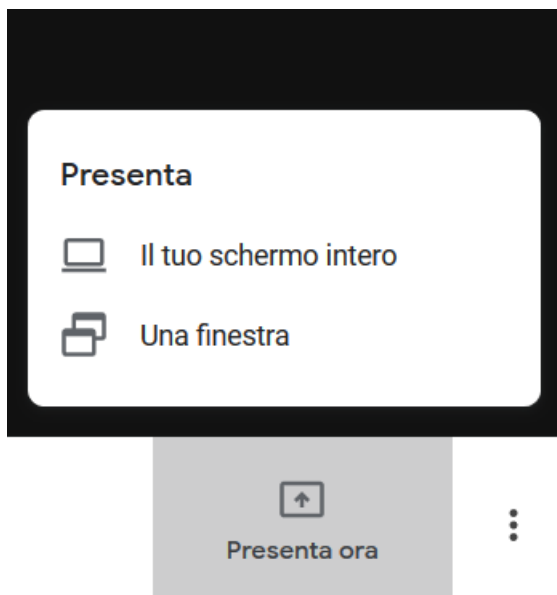 Presenta
Il tuo schermo intero
Una finestra
Presenta ora